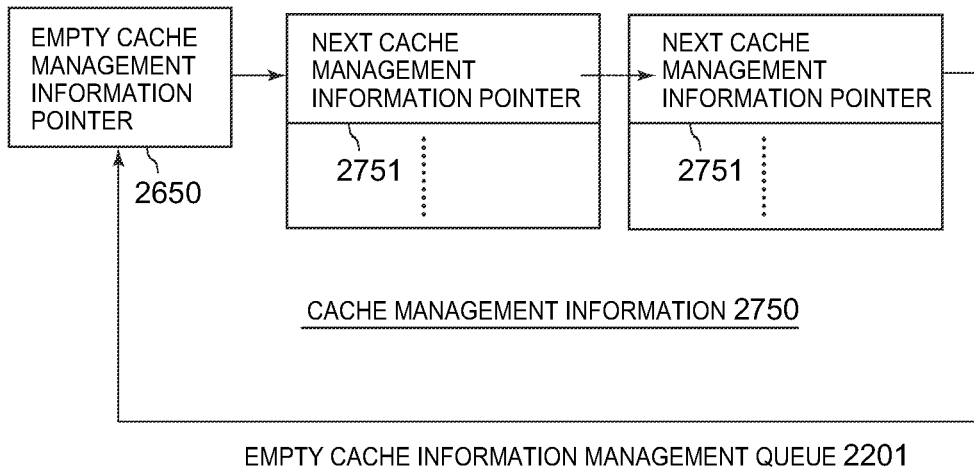 EMPTY CACHE
MANAGEMENT
INFORMATION
POINTER
2650
NEXT CACHE
MANAGEMENT
INFORMATION POINTER
2751
NEXT CACHE
MANAGEMENT
INFORMATION POINTER
2751
CACHE MANAGEMENT INFORMATION 2750
EMPTY CACHE INFORMATION MANAGEMENT QUEUE 2201